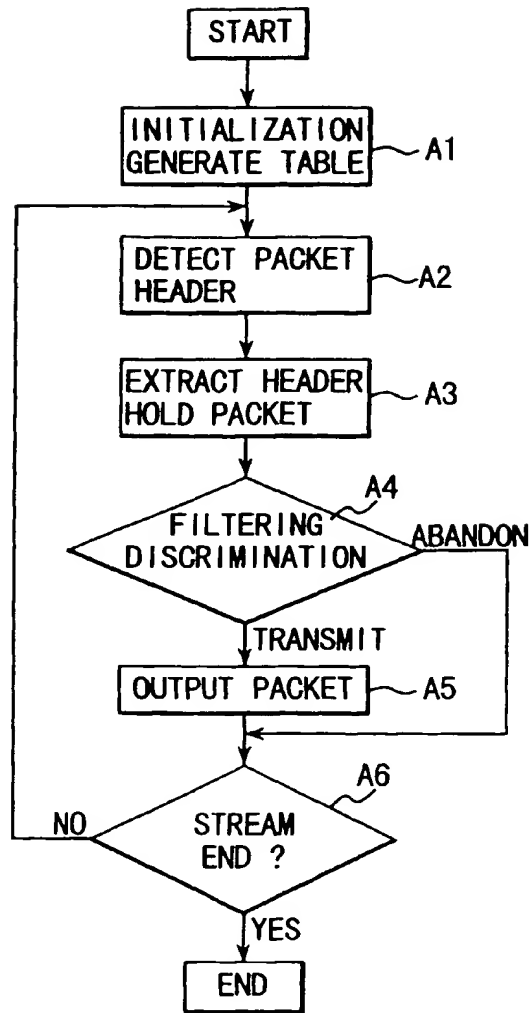 START
INITIALIZATION
GENERATE TABLE
A1
DETECT PACKET
HEADER
A2
EXTRACT HEADER
HOLD PACKET
A3
A4
FILTERING
DISCRIMINATION
ABANDON
TRANSMIT
OUTPUT PACKET
A5
A6
NO
STREAM
END ?
YES
END